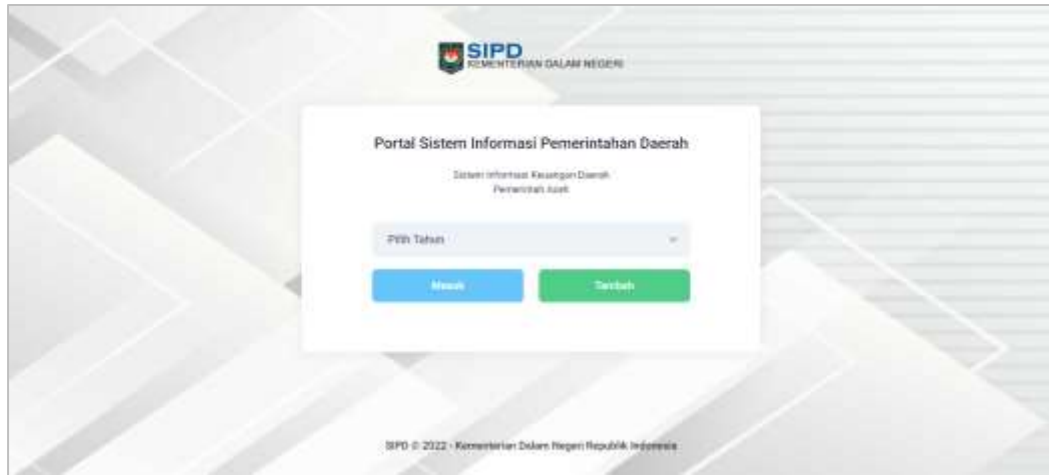 SIPD
KEMENTERIAN DALAM NEGERI
Portal Sistem Informasi Pemerintahan Daerah
Sistem Informasi Keuangan Daerah
Pemerintah Aceh
Pilih Tahun
Masuk
Tambah
SIPD © 2022 - Kementerian Dalam Negeri Republik Indonesia